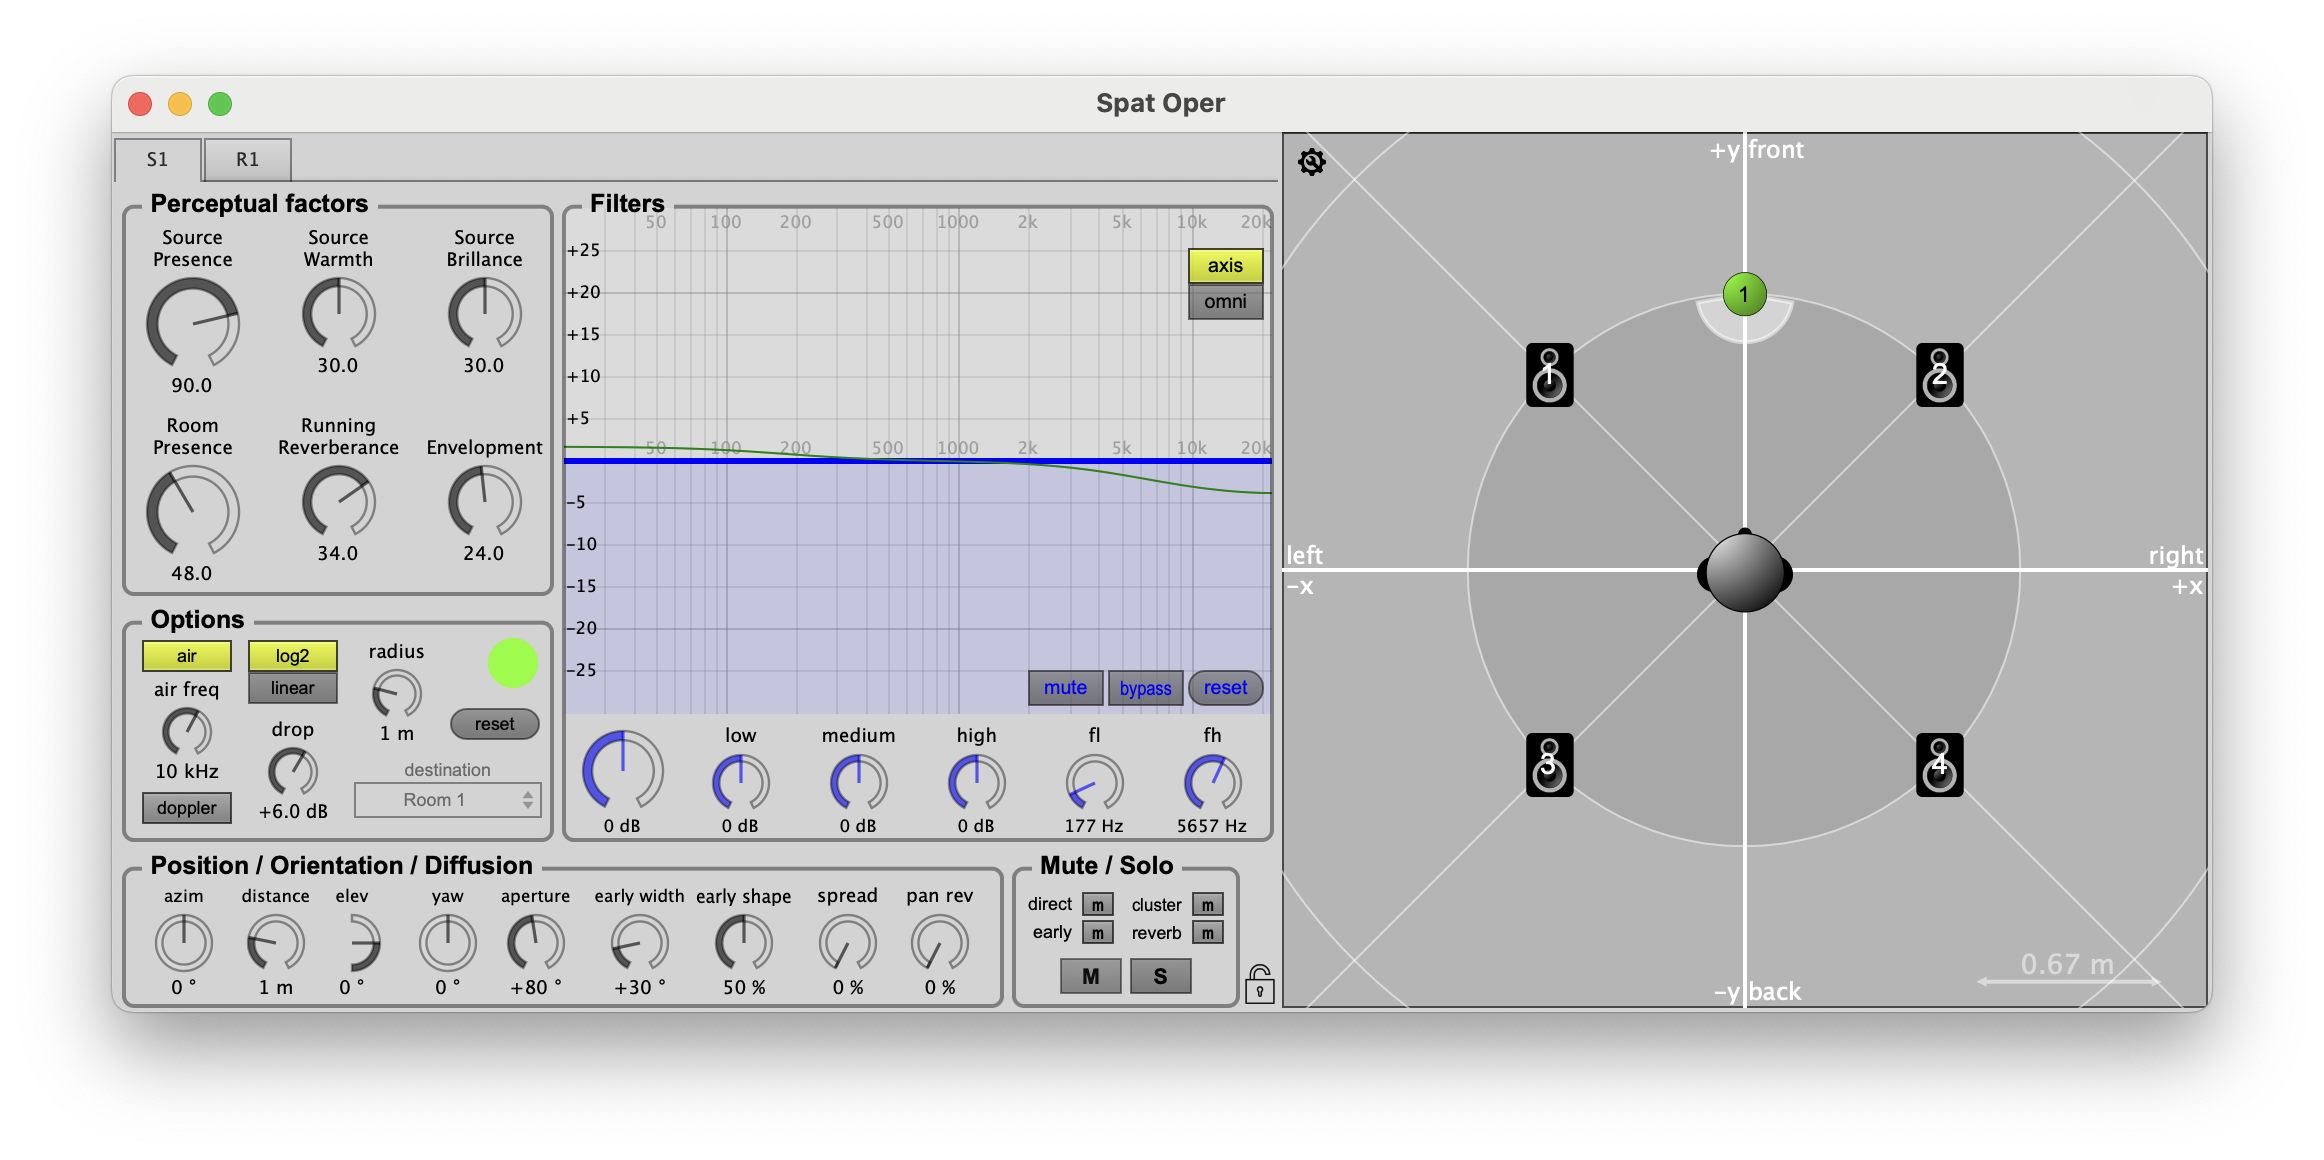 Spat Oper
S1
R1
Perceptual factors
Source Presence
Source Warmth
Source Brillance
90.0
30.0
30.0
Room Presence
Running Reverberance
Envelopment
48.0
34.0
24.0
Options
air
log2
linear
radius
air freq
10 kHz
drop
+6.0 dB
1 m
reset
doppler
destination
Room 1
Filters
50 100 200 500 1000 2k 5k 10k 20k
+25
+20
+15
+10
+5
axis
omni
50 100 200 500 1000 2k 5k 10k 20k
-5
-10
-15
-20
-25
mute
bypass
reset
low medium high fl fh
0 dB 0 dB 0 dB 0 dB 177 Hz 5657 Hz
Position / Orientation / Diffusion
azim distance elev yaw aperture early width early shape spread pan rev
0 ° 1 m 0 ° 0 ° +80 ° +30 ° 50 % 0 % 0 %
Mute / Solo
direct m cluster m
early m reverb m
M S
+y front
1
1
2
left
-x
right
+x
3
4
0.67 m
-y back